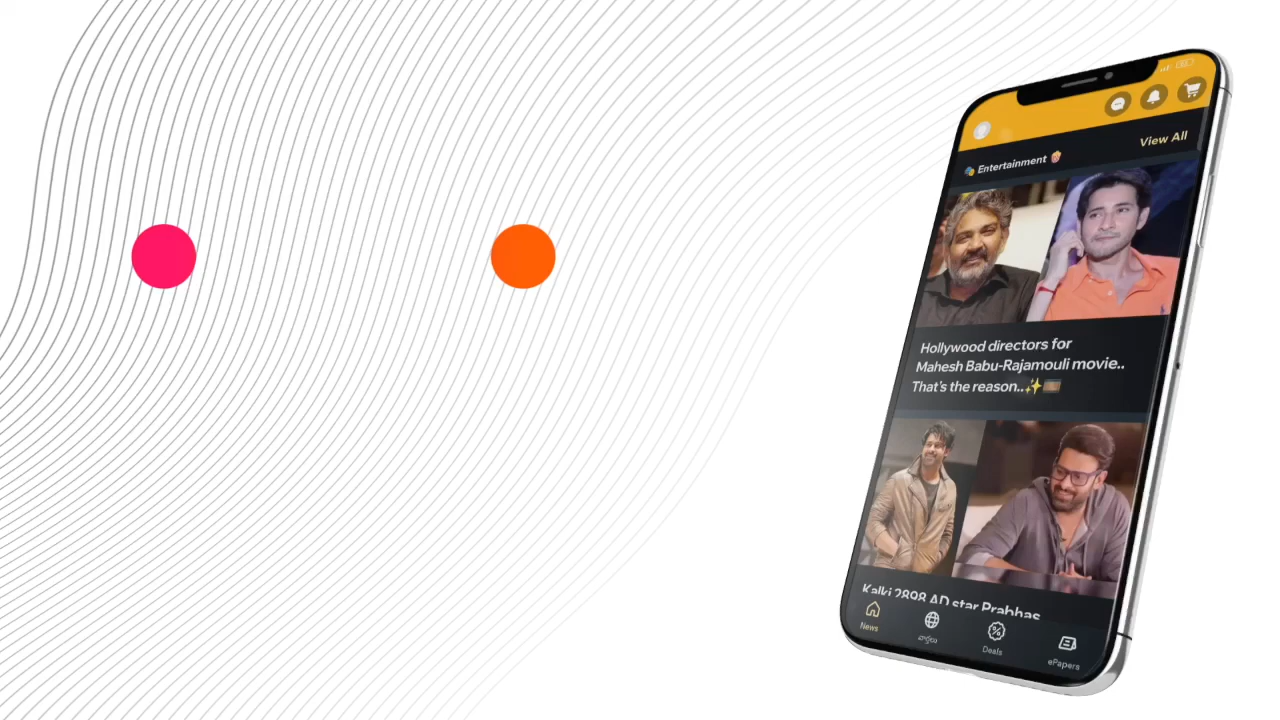 View All
🎭 Entertainment 🍿
Hollywood directors for
Mahesh Babu-Rajamouli movie..
That's the reason..✨🎞️
Kalki 2898 AD star Prabhas
News
వార్తలు
Deals
ePapers